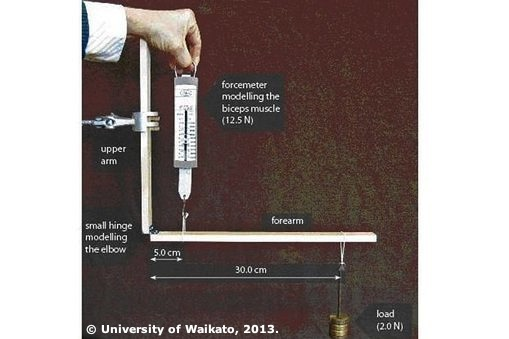 forcemeter
modelling the
biceps muscle
(12.5 N)
upper
arm
small hinge
modelling
the elbow
forearm
5.0 cm
30.0 cm
load
(2.0 N)
© University of Waikato, 2013.